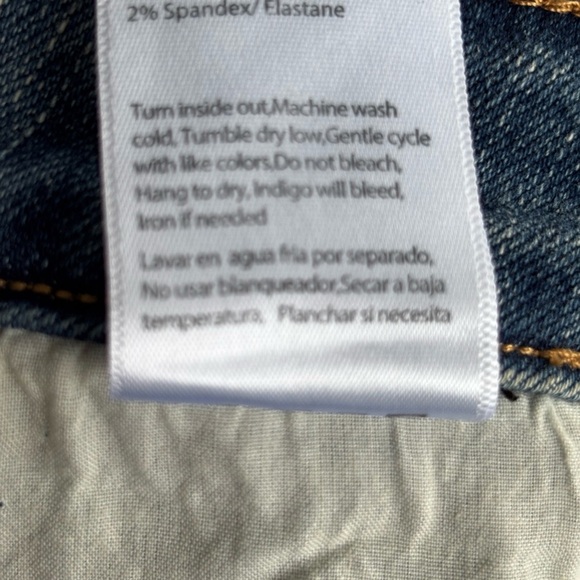 2% Spandex/ Elastane
Turn inside out,Machine wash
cold, Tumble dry low,Gentle cycle
with like colors,Do not bleach,
Hang to dry, Indigo will bleed,
Iron if needed
Lavar en agua fria por separado,
No usar blanqueador,Secar a baja
temperatura, Planchar si necesita